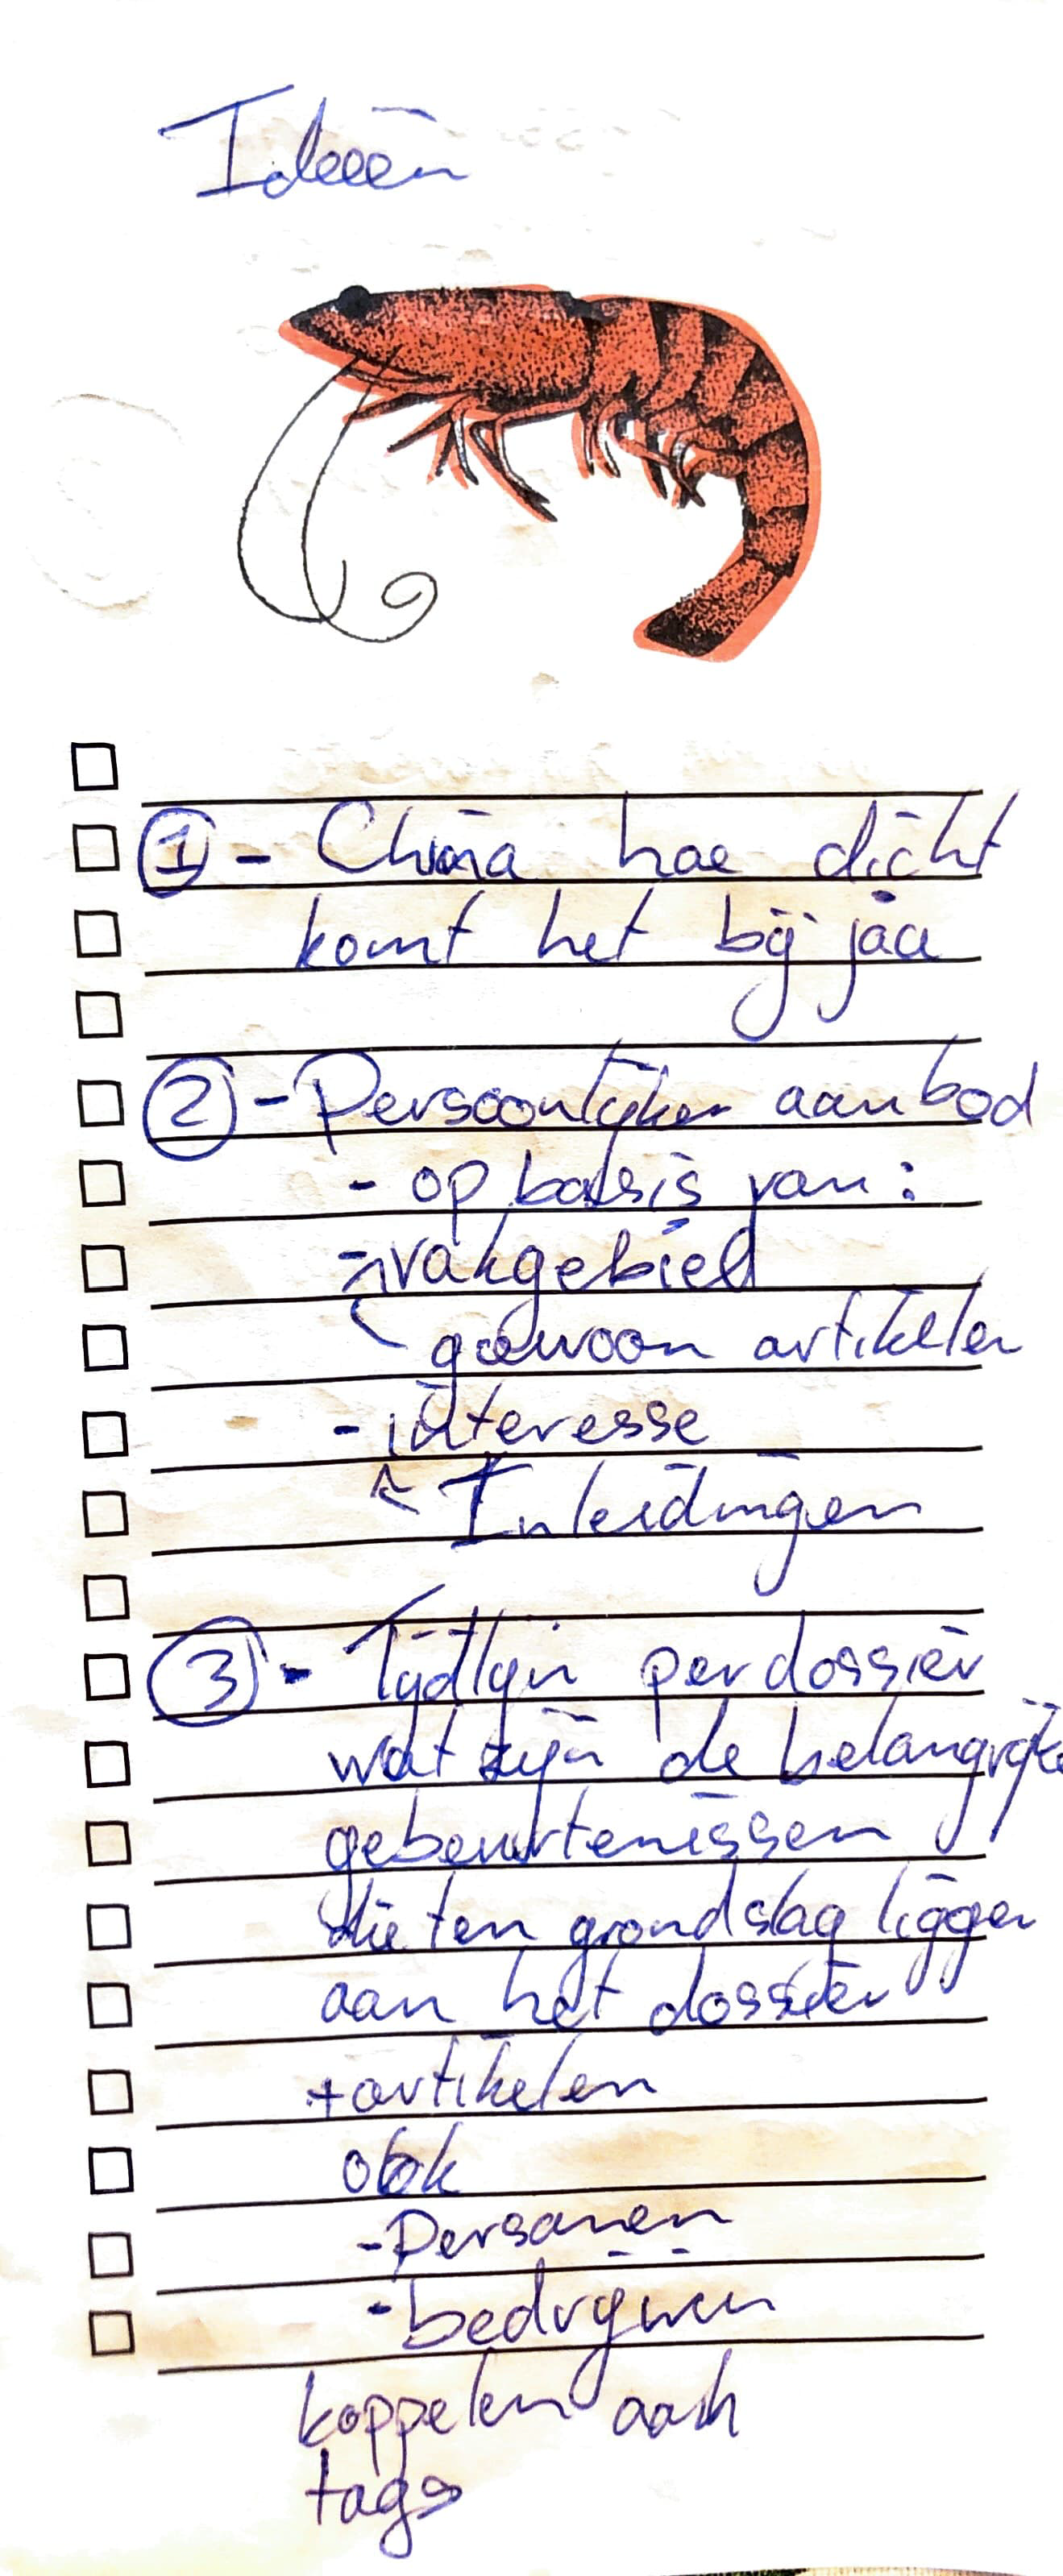 Ideeën
① - China hoe dicht
komt het bij jou
② - Persoonlijker aanbod
- op basis van:
- vakgebied
gewoon artikelen
- interesse
Inleidingen
③ - Tijdlijn per dossier
wat zijn de belangrijke
gebeurtenissen
die ten grondslag liggen
aan het dossier
+ artikelen
ook
- Personen
- bedrijven
koppelen aan
tags